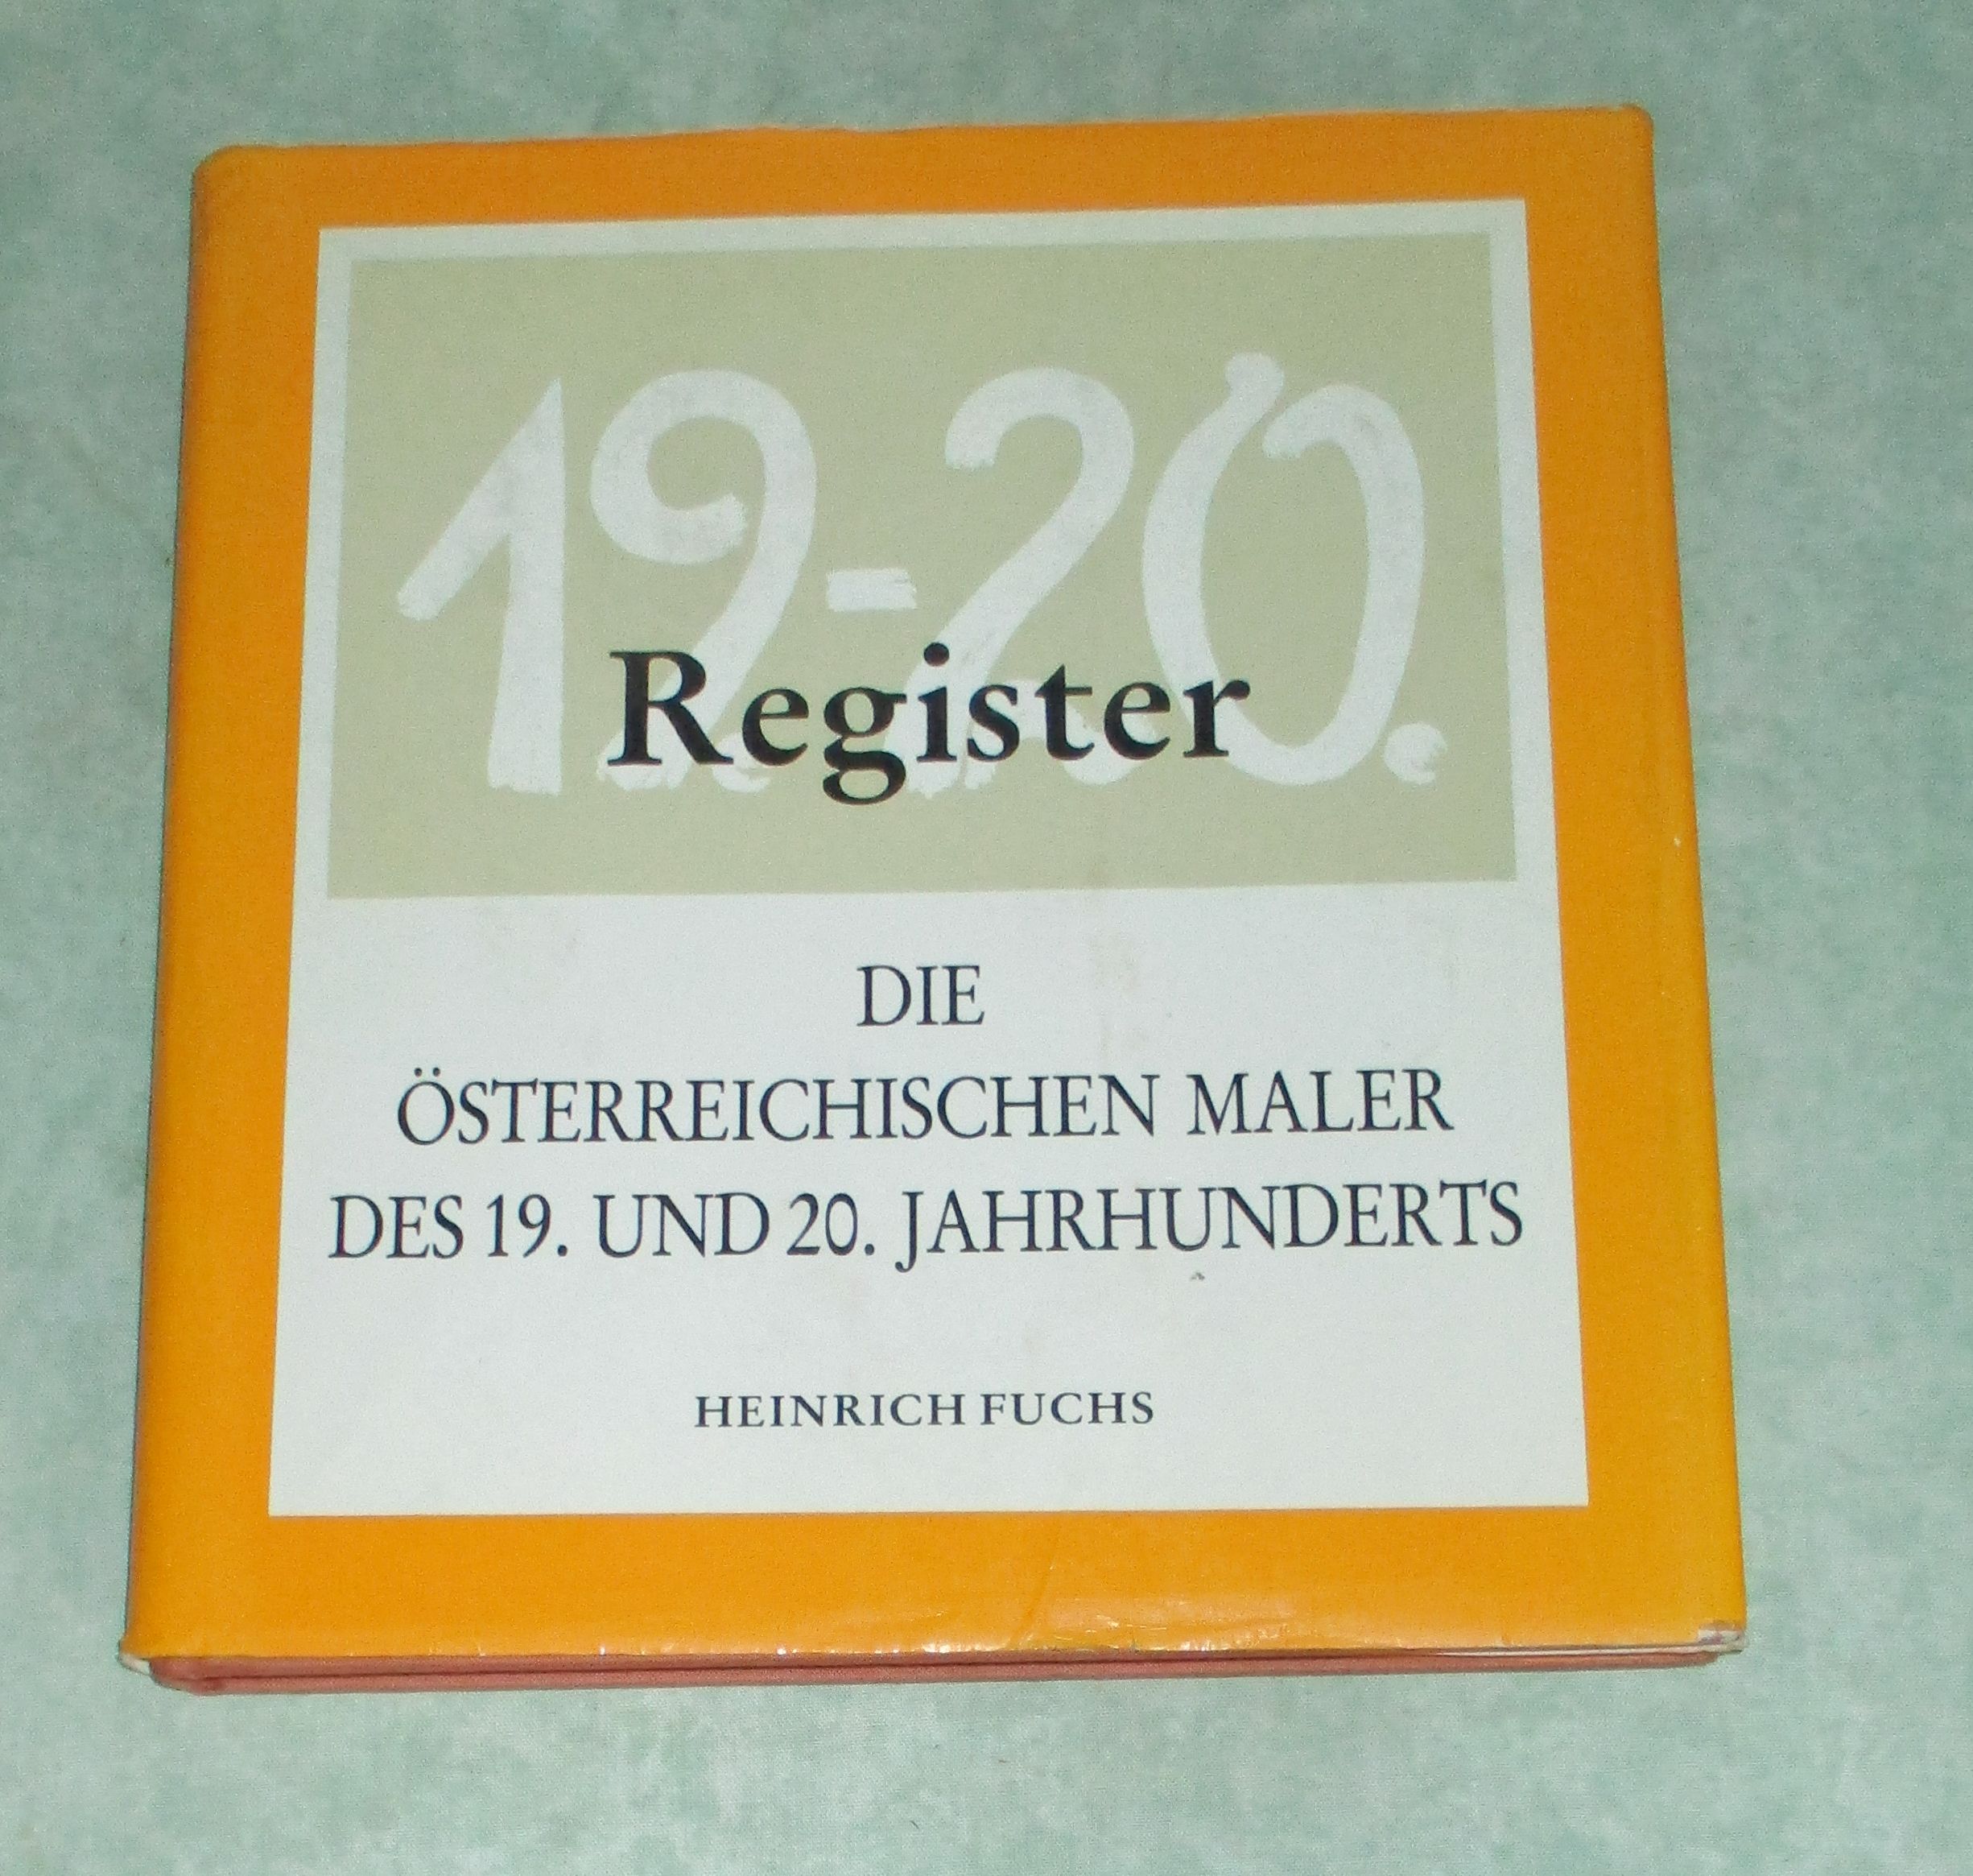 19-20.
Register
DIE
ÖSTERREICHISCHEN MALER
DES 19. UND 20. JAHRHUNDERTS
HEINRICH FUCHS